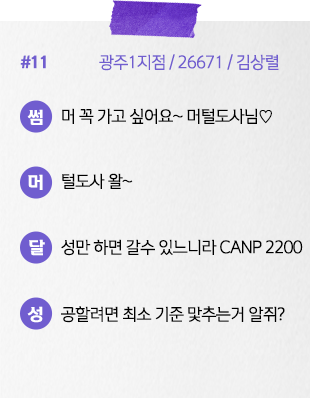 #11 광주1지점 / 26671 / 김상렬
썸 머 꼭 가고 싶어요~ 머털도사님♡
머 털도사 왈~
달 성만 하면 갈수 있느니라 CANP 2200
성 공할려면 최소 기준 맞추는거 알쥐?